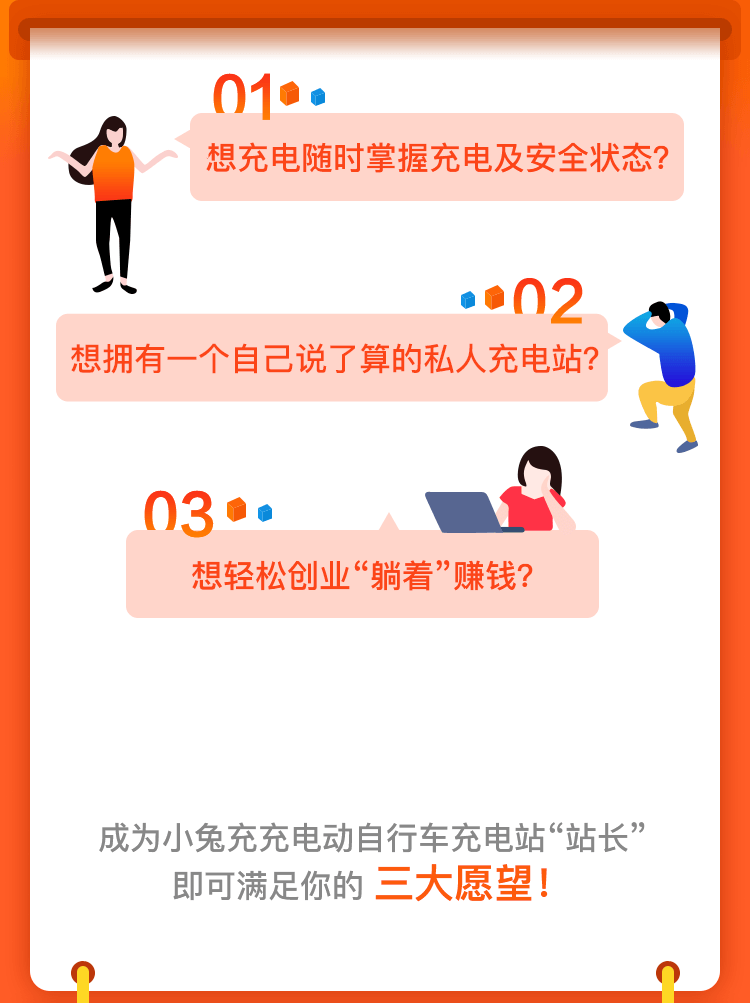 01
想充电随时掌握充电及安全状态?
02
想拥有一个自己说了算的私人充电站?
03
想轻松创业“躺着”赚钱?
成为小兔充充电动自行车充电站“站长”
即可满足你的 三大愿望!